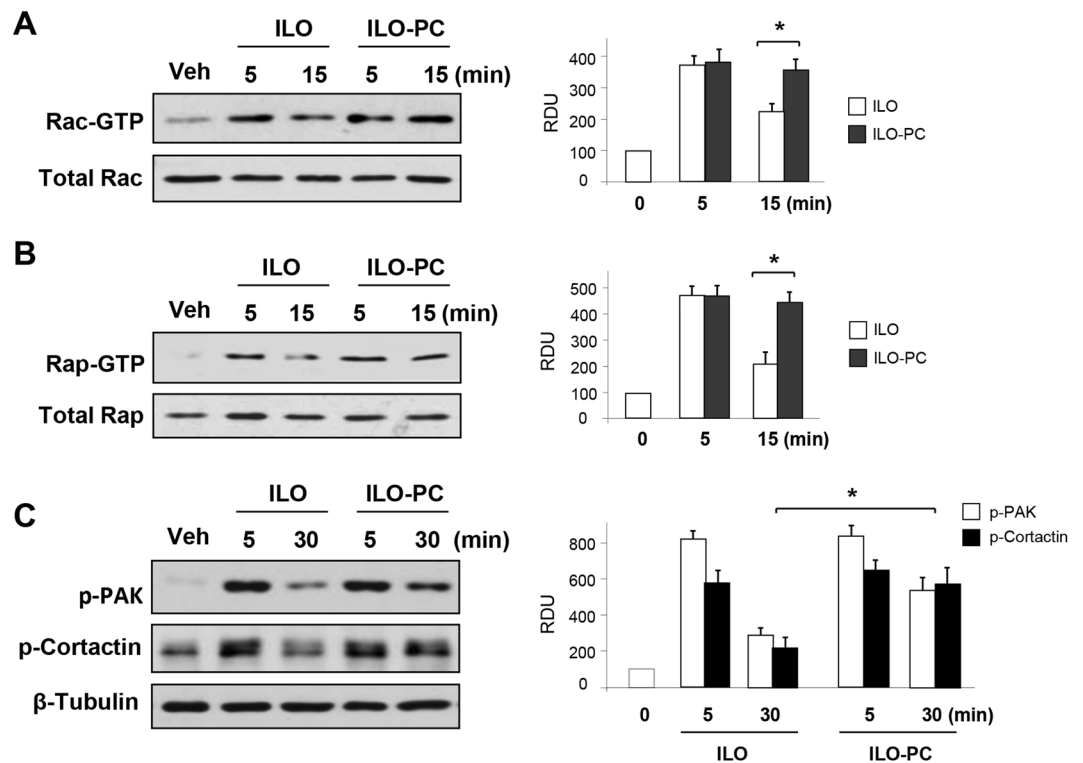 A
ILO ILO-PC
Veh 5 15 5 15 (min)
Rac-GTP
Total Rac
*
RDU
400
300
200
100
0
0 5 15 (min)
ILO
ILO-PC
B
ILO ILO-PC
Veh 5 15 5 15 (min)
Rap-GTP
Total Rap
*
RDU
500
400
300
200
100
0
0 5 15 (min)
ILO
ILO-PC
C
ILO ILO-PC
Veh 5 30 5 30 (min)
p-PAK
p-Cortactin
β-Tubulin
*
p-PAK
p-Cortactin
RDU
800
600
400
200
0
0 5 30 5 30 (min)
ILO ILO-PC